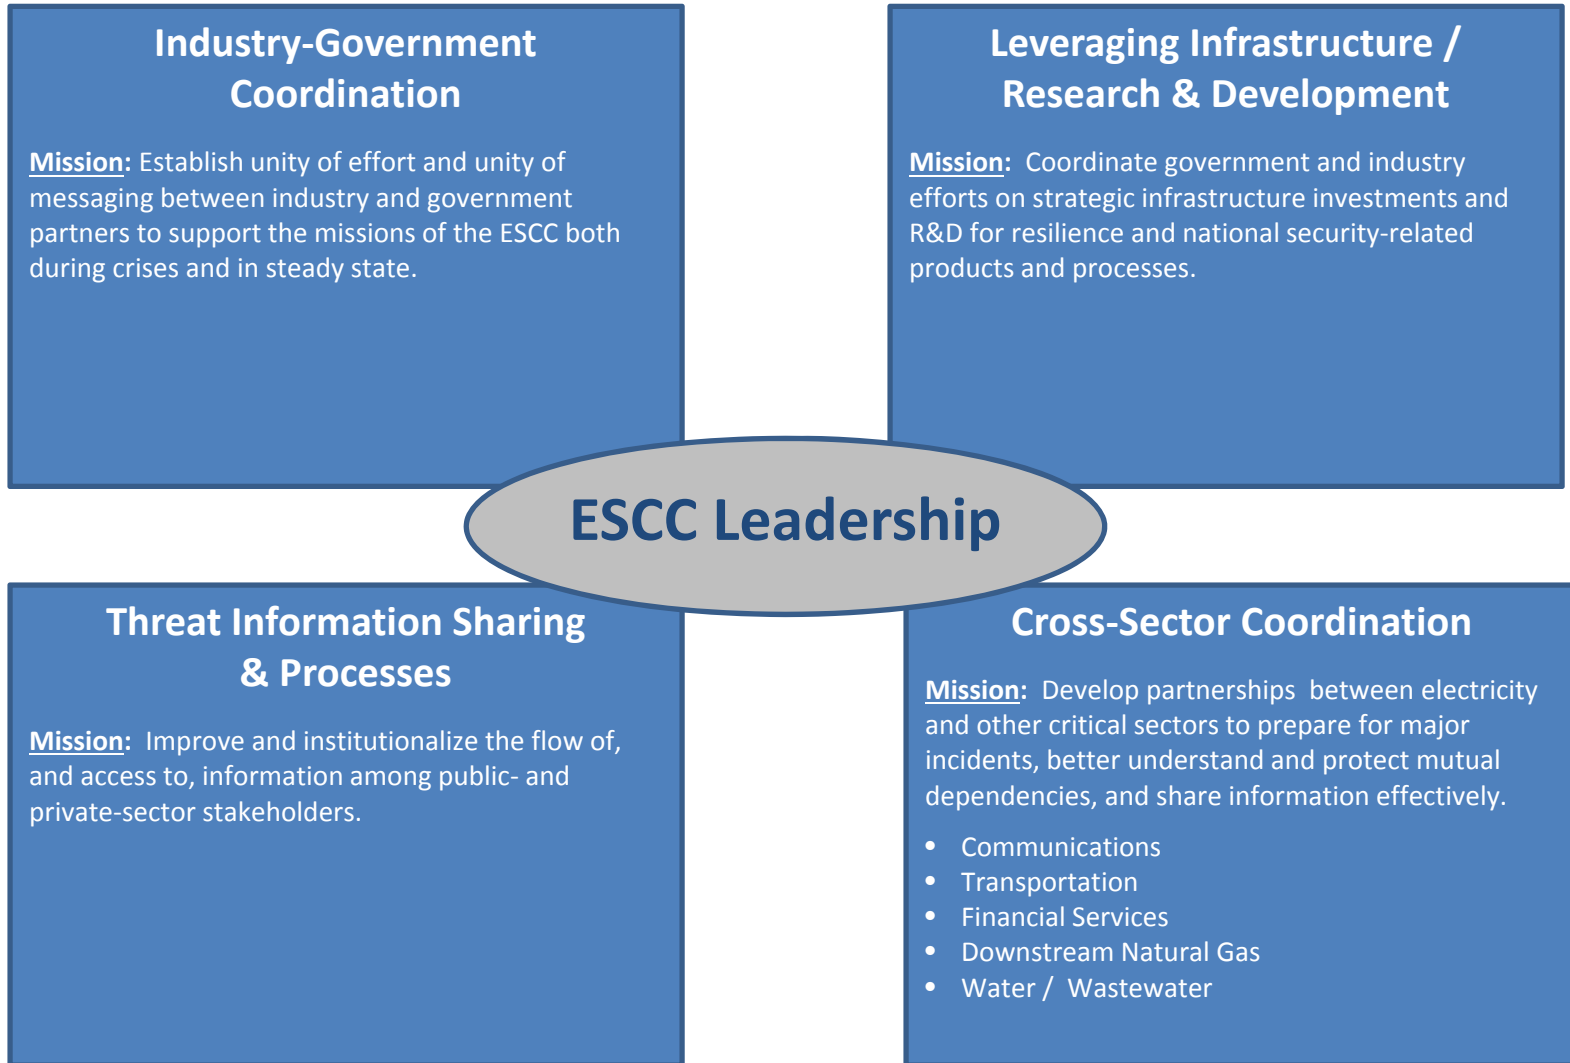 Industry-Government
Coordination
Mission: Establish unity of effort and unity of
messaging between industry and government
partners to support the missions of the ESCC both
during crises and in steady state.
Leveraging Infrastructure /
Research & Development
Mission: Coordinate government and industry
efforts on strategic infrastructure investments and
R&D for resilience and national security-related
products and processes.
ESCC Leadership
Threat Information Sharing
& Processes
Mission: Improve and institutionalize the flow of,
and access to, information among public- and
private-sector stakeholders.
Cross-Sector Coordination
Mission: Develop partnerships between electricity
and other critical sectors to prepare for major
incidents, better understand and protect mutual
dependencies, and share information effectively.
• Communications
• Transportation
• Financial Services
• Downstream Natural Gas
• Water / Wastewater